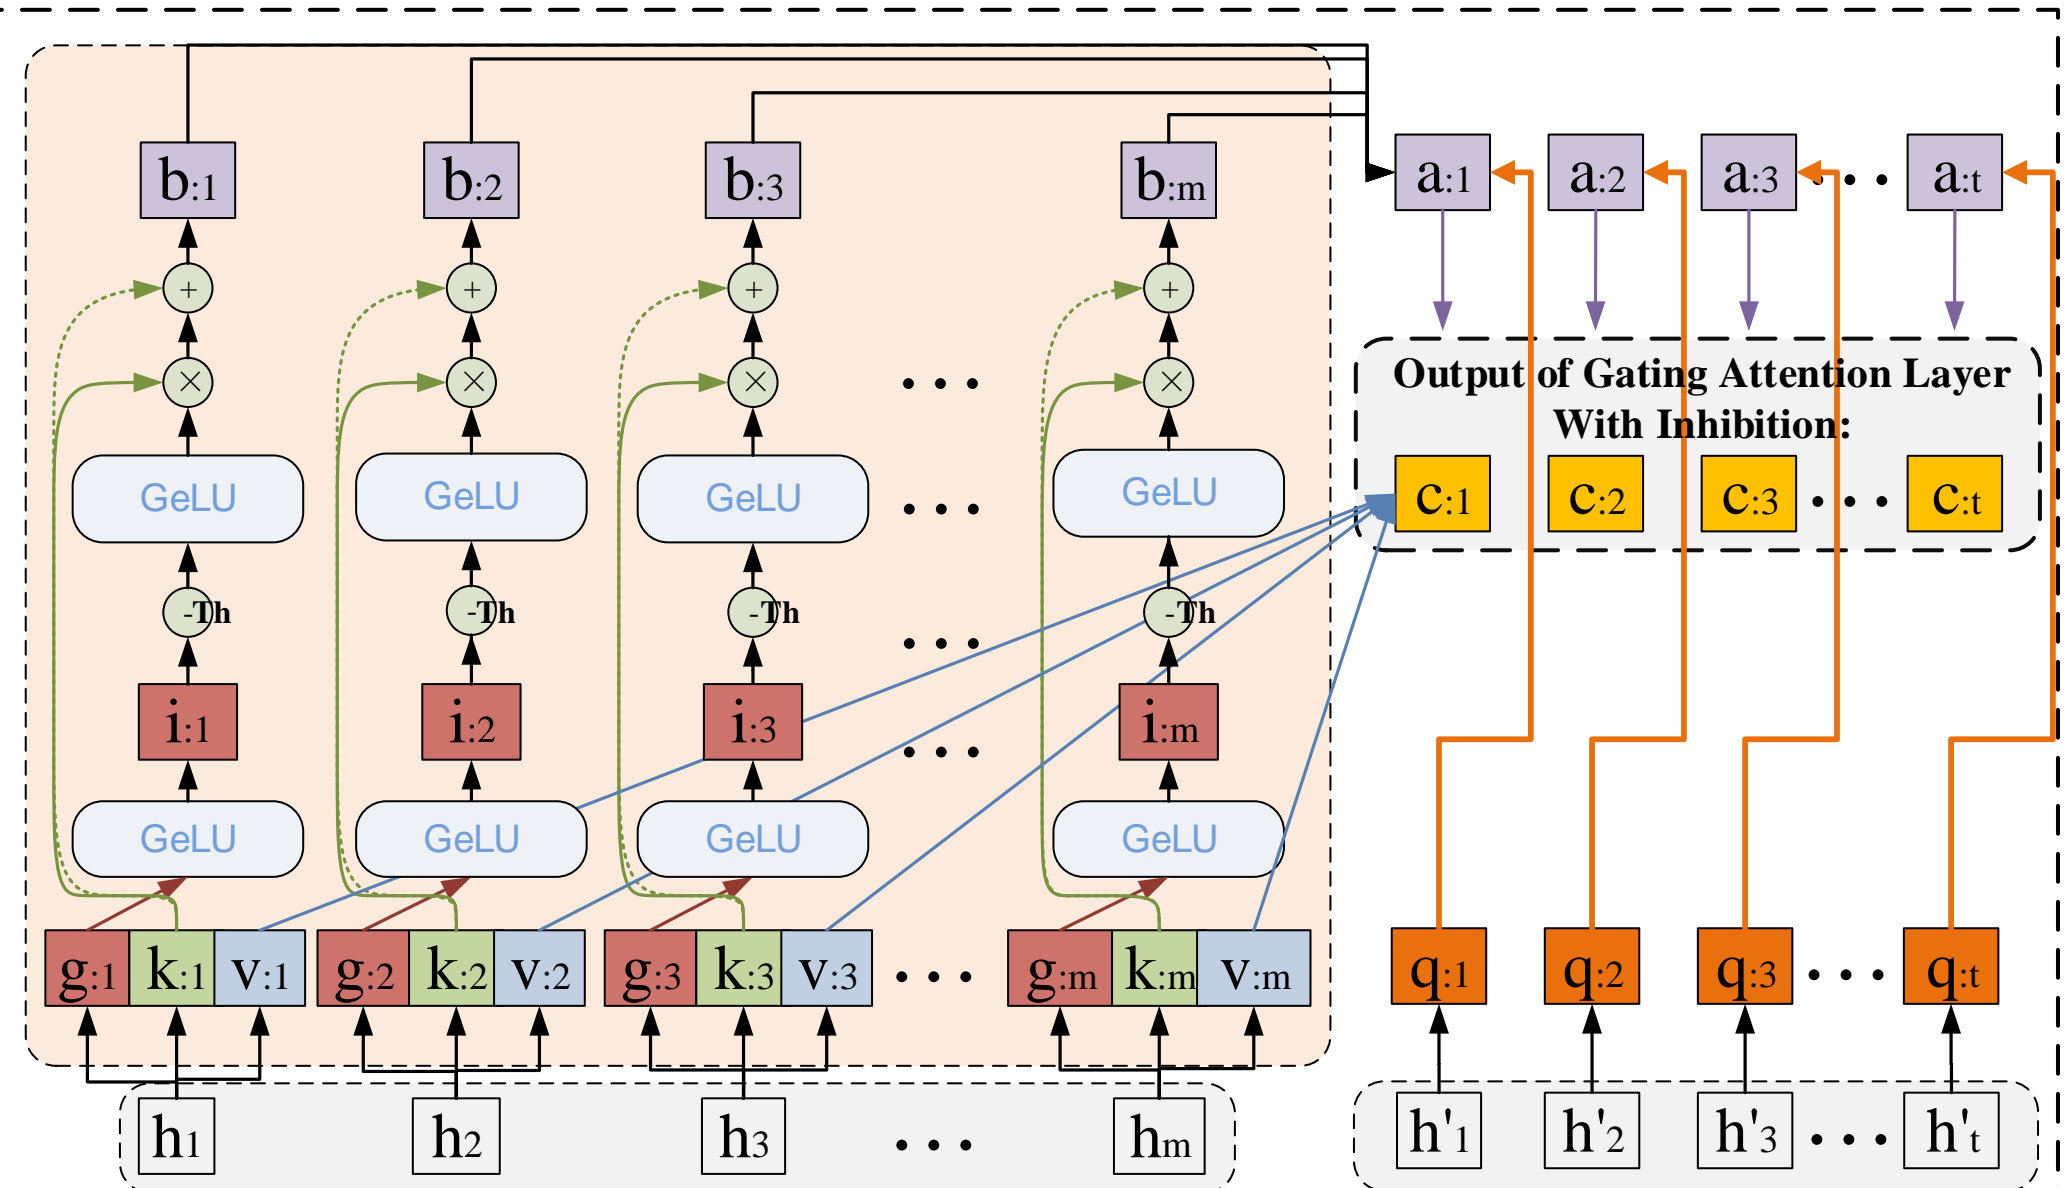 b:1 b:2 b:3 b:m a:1 a:2 a:3 ... a:t
+ + + +
× × × ... ×
Output of Gating Attention Layer
With Inhibition:
GeLU GeLU GeLU ... GeLU c:1 c:2 c:3 ... c:t
-Th -Th -Th ... -Th
i:1 i:2 i:3 ... i:m
GeLU GeLU GeLU GeLU
g:1 k:1 v:1 g:2 k:2 v:2 g:3 k:3 v:3 ... g:m k:m v:m q:1 q:2 q:3 ... q:t
h1 h2 h3 ... hm h'1 h'2 h'3 ... h't